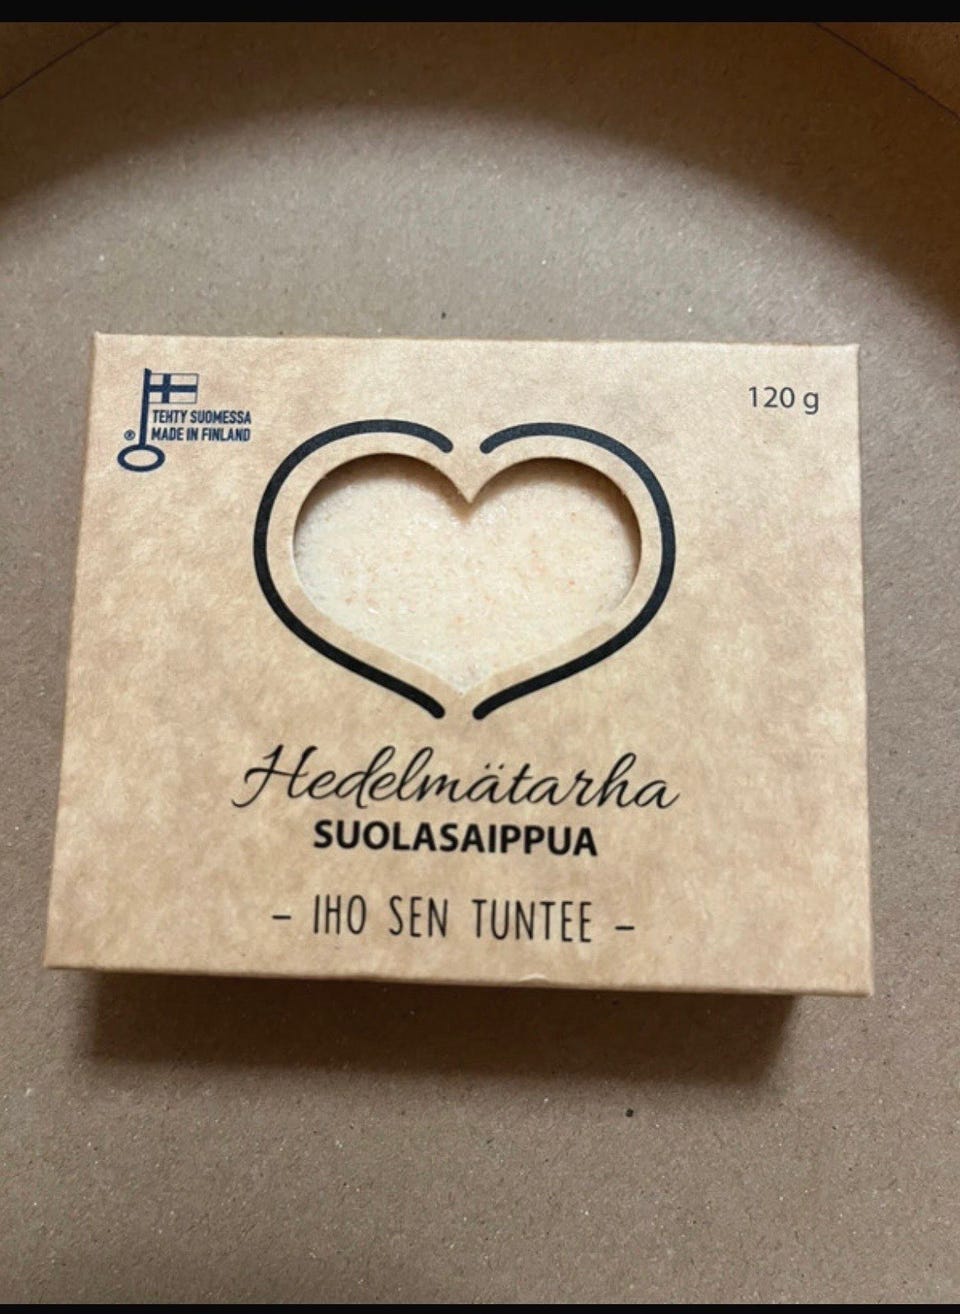 TEHTY SUOMESSA
® MADE IN FINLAND
120 g
Hedelmätarha
SUOLASAIPPUA
– IHO SEN TUNTEE –